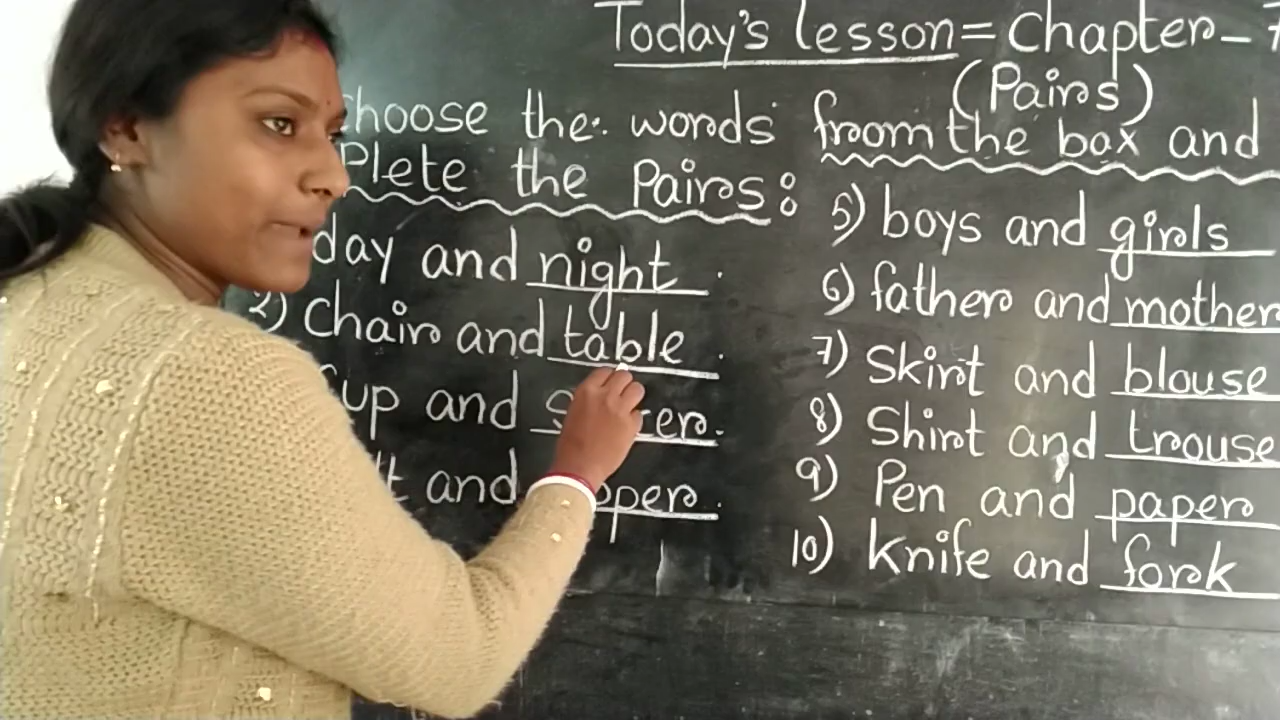 Today's lesson = Chapter - 7
(Pairs)
choose the words from the box and
Plete the Pairs:
day and night.
2) Chair and table.
Cup and
and
5) boys and girls
6) father and mother
7) Skirt and blouse
8) Shirt and trouse
9) Pen and paper
10) knife and fork